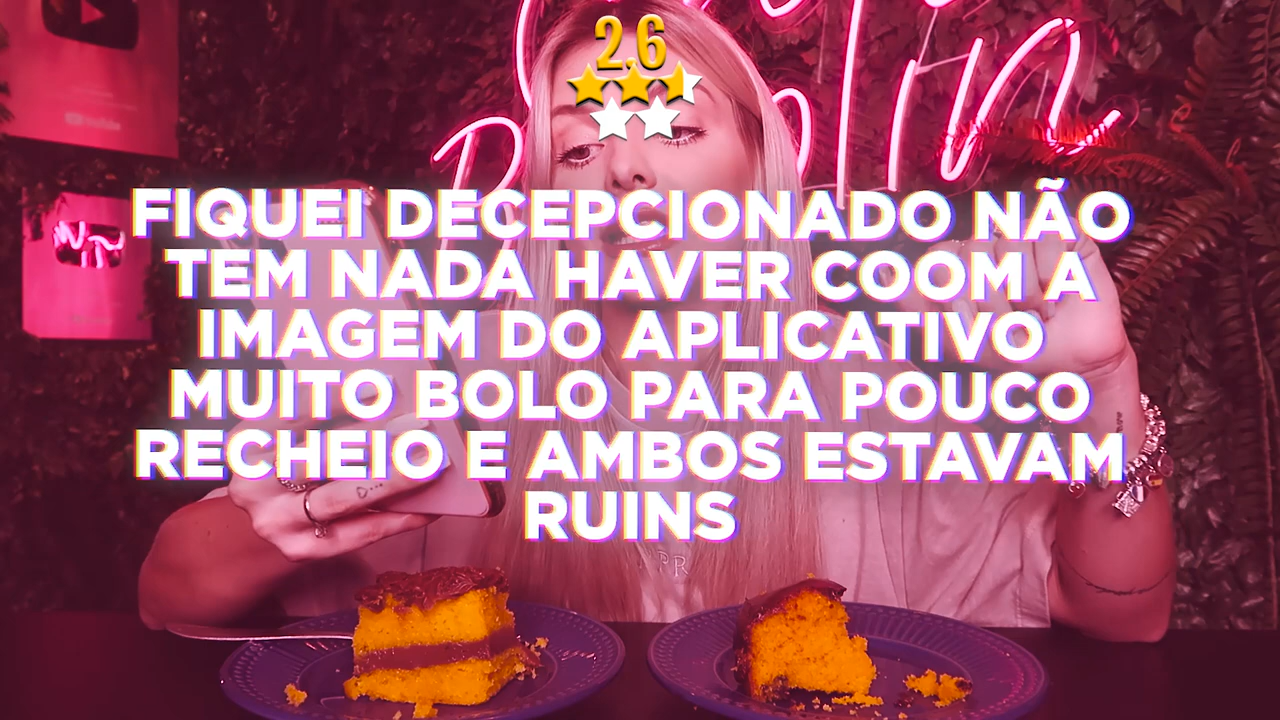 2.6
FIQUEI DECEPCIONADO NÃO
TEM NADA HAVER COOM A
IMAGEM DO APLICATIVO
MUITO BOLO PARA POUCO
RECHEIO E AMBOS ESTAVAM
RUINS